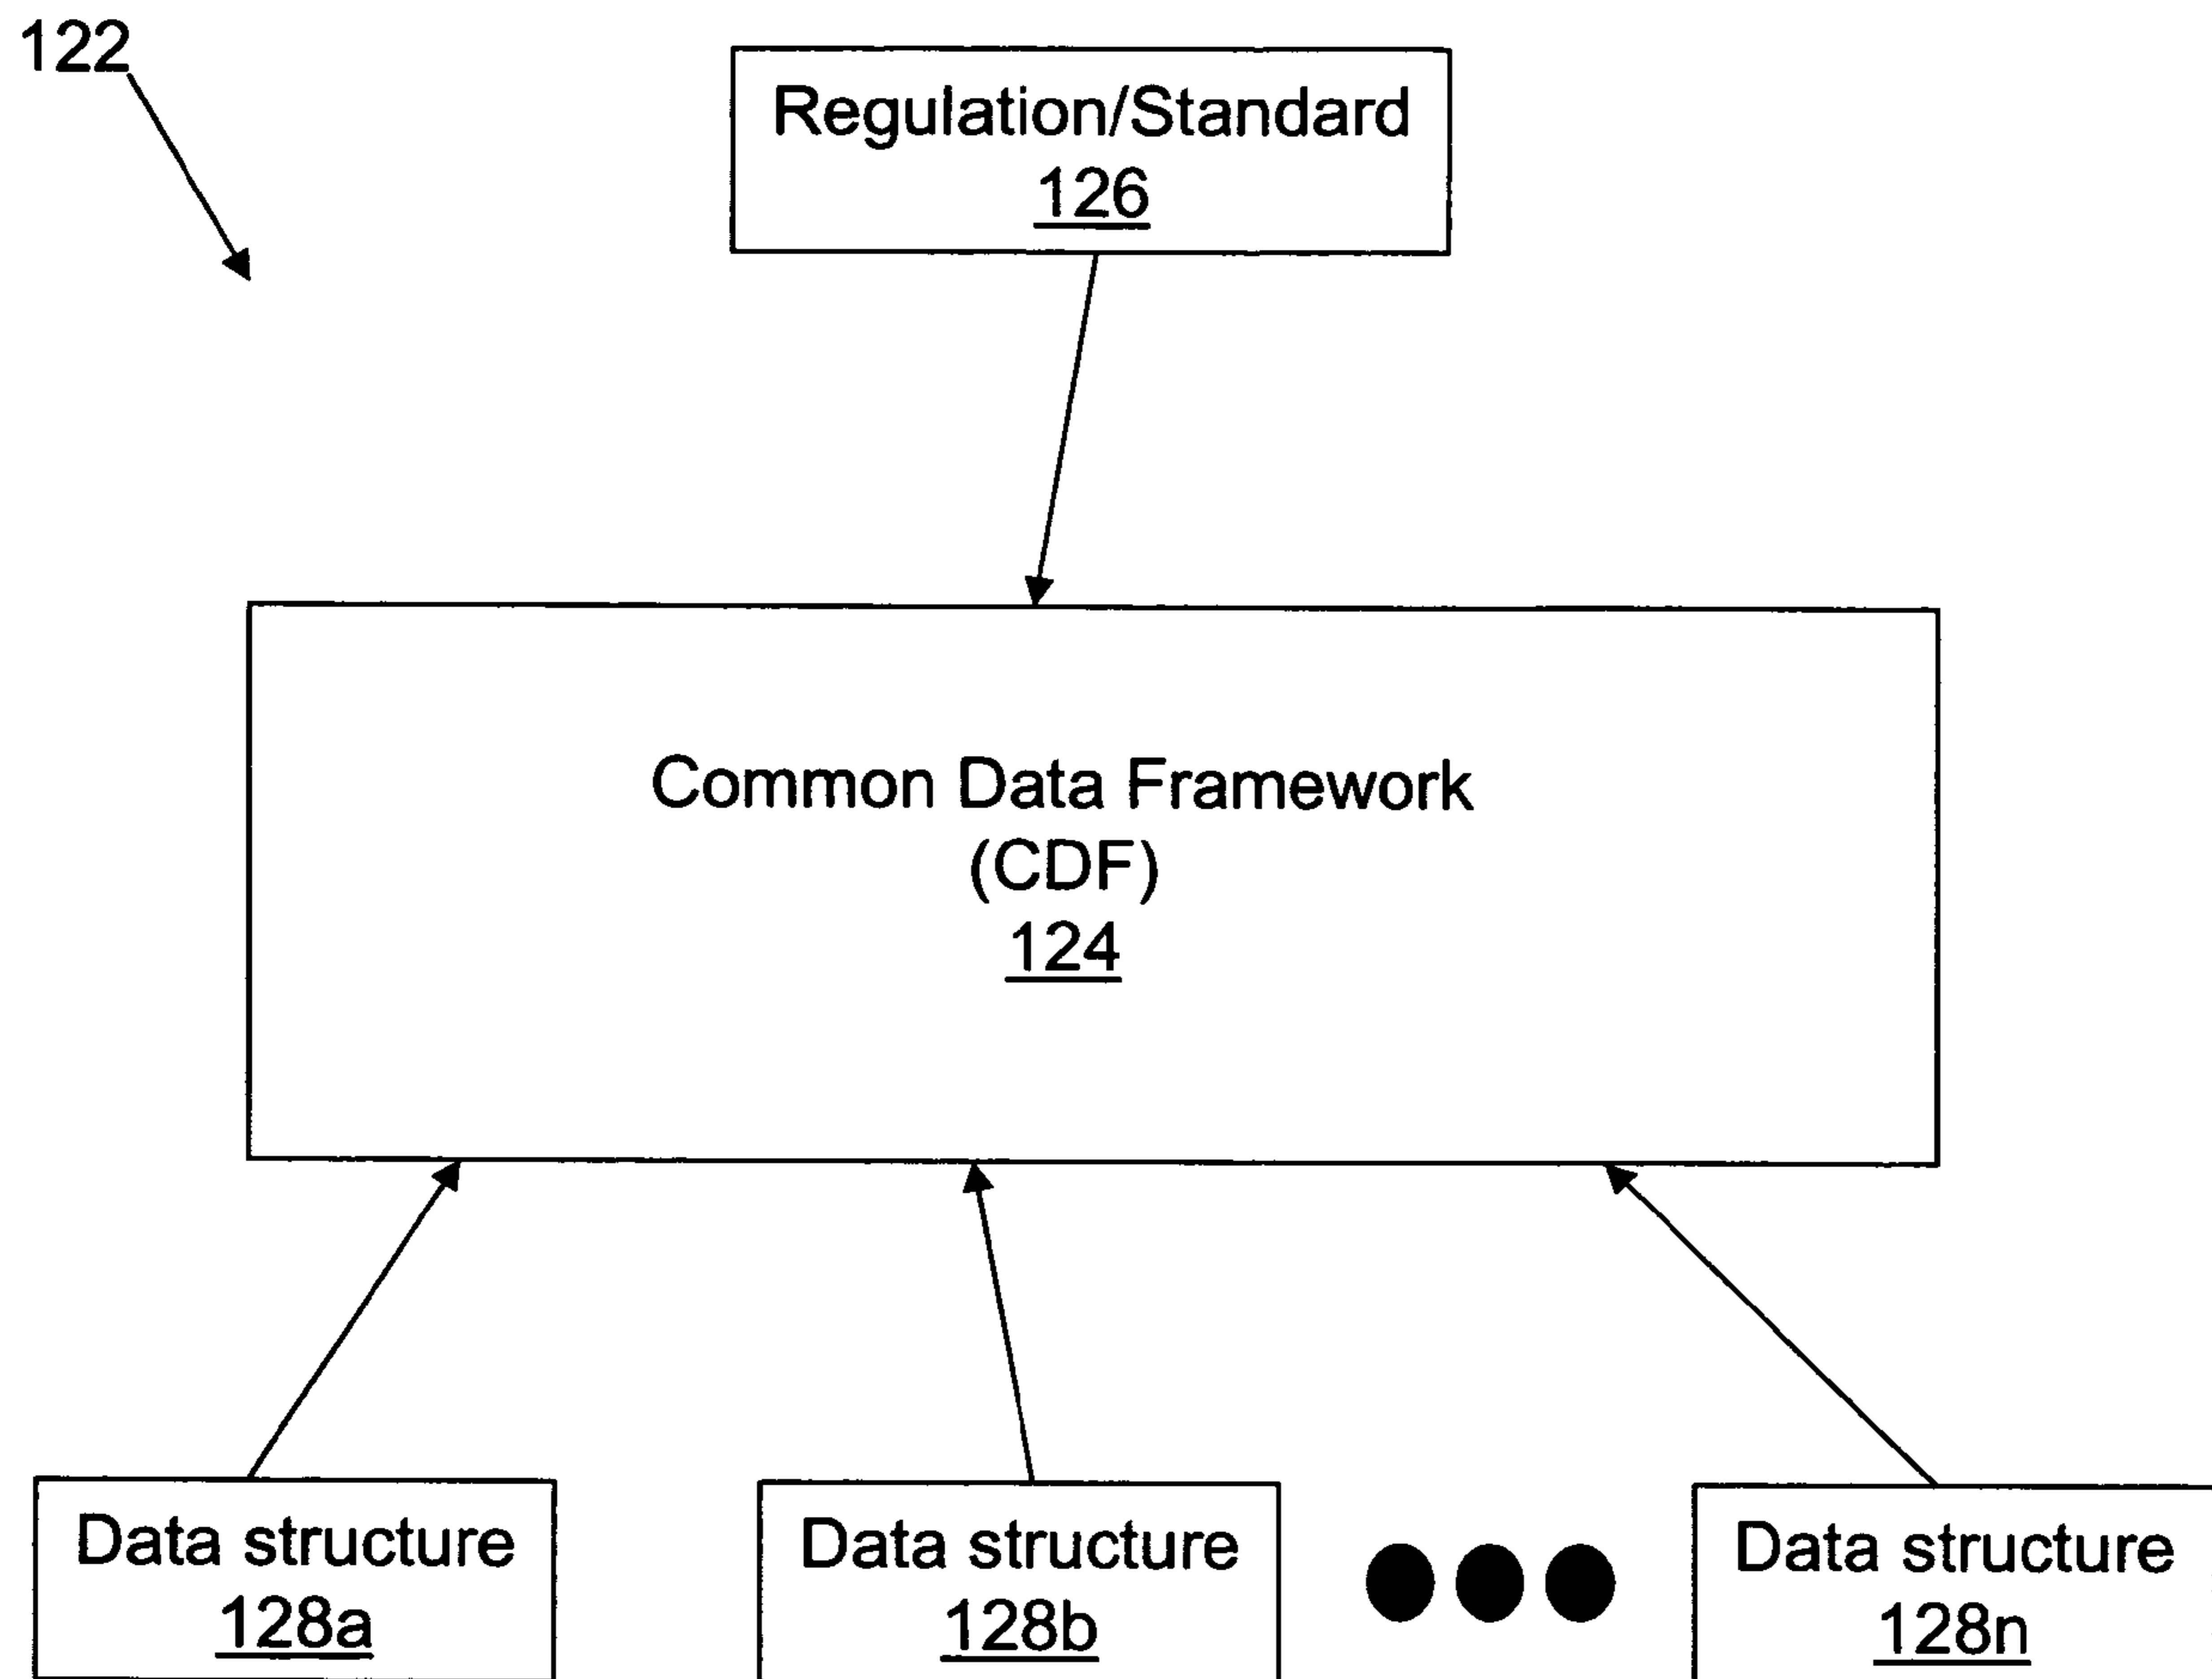 122
Regulation/Standard
126
Common Data Framework
(CDF)
124
Data structure
128a
Data structure
128b
Data structure
128n